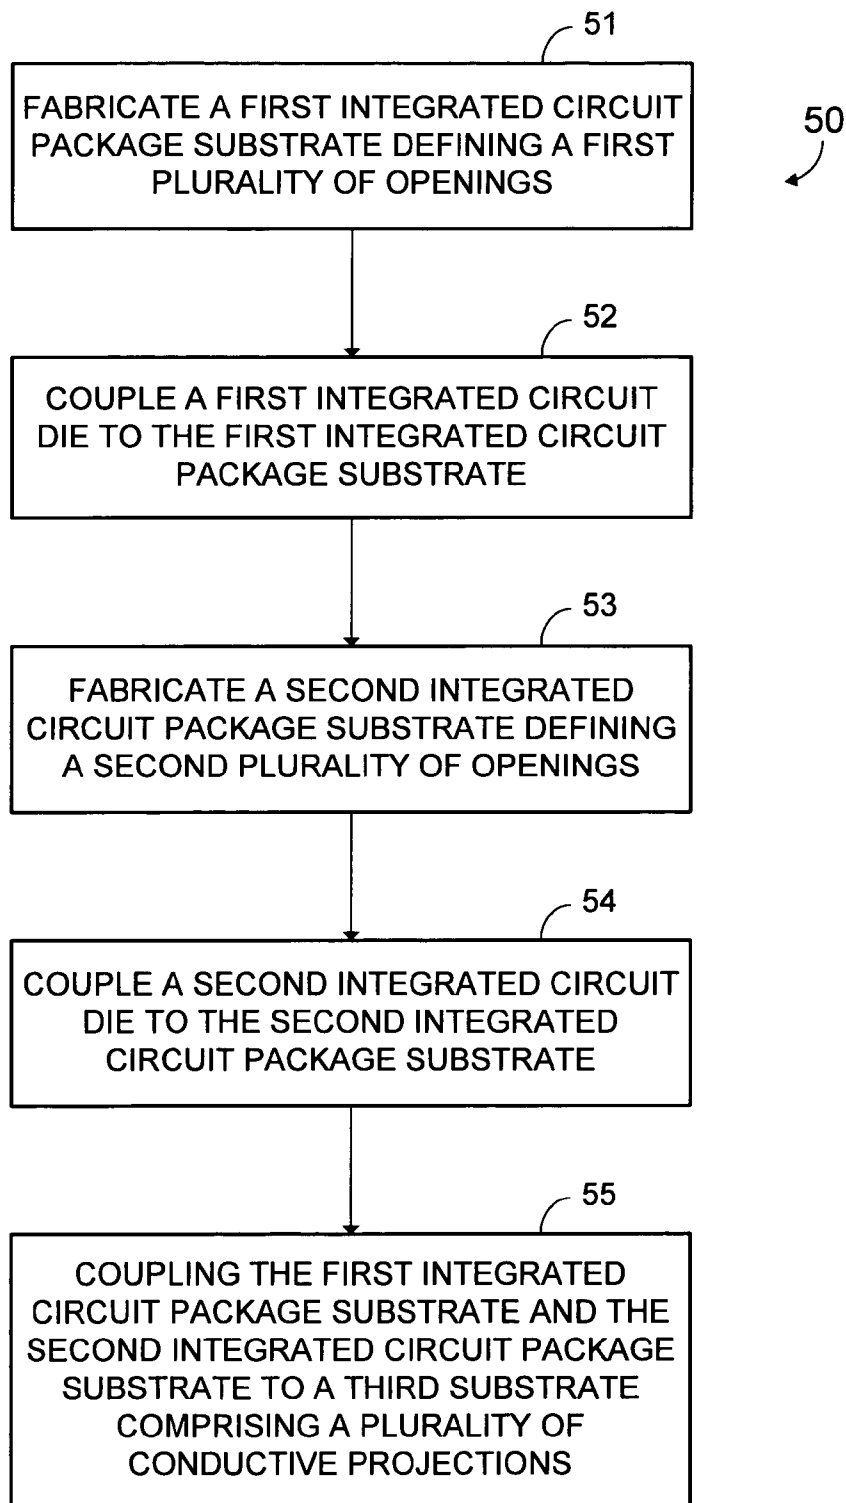 51
FABRICATE A FIRST INTEGRATED CIRCUIT
PACKAGE SUBSTRATE DEFINING A FIRST
PLURALITY OF OPENINGS
50
52
COUPLE A FIRST INTEGRATED CIRCUIT
DIE TO THE FIRST INTEGRATED CIRCUIT
PACKAGE SUBSTRATE
53
FABRICATE A SECOND INTEGRATED
CIRCUIT PACKAGE SUBSTRATE DEFINING
A SECOND PLURALITY OF OPENINGS
54
COUPLE A SECOND INTEGRATED CIRCUIT
DIE TO THE SECOND INTEGRATED
CIRCUIT PACKAGE SUBSTRATE
55
COUPLING THE FIRST INTEGRATED
CIRCUIT PACKAGE SUBSTRATE AND THE
SECOND INTEGRATED CIRCUIT PACKAGE
SUBSTRATE TO A THIRD SUBSTRATE
COMPRISING A PLURALITY OF
CONDUCTIVE PROJECTIONS